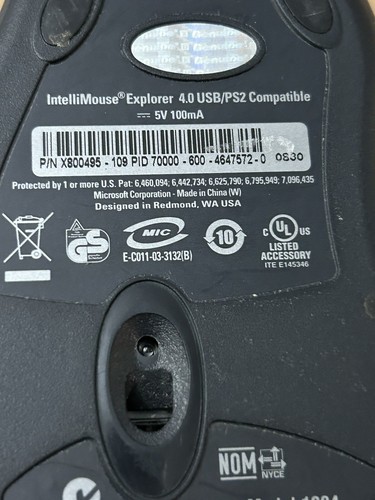 Genuine
IntelliMouse® Explorer 4.0 USB/PS2 Compatible
5V 100mA
P/N X800495 - 109 PID 70000 - 600 - 4647572 - 0 0830
Protected by 1 or more U.S. Pat: 6,460,094; 6,442,734; 6,625,790; 6,795,949; 7,096,435
Microsoft Corporation - Made in China (W)
Designed in Redmond, WA USA
GS
MIC
E-C011-03-3132(B)
10
C UL US
LISTED
ACCESSORY
ITE E145346
NOM
NYCE